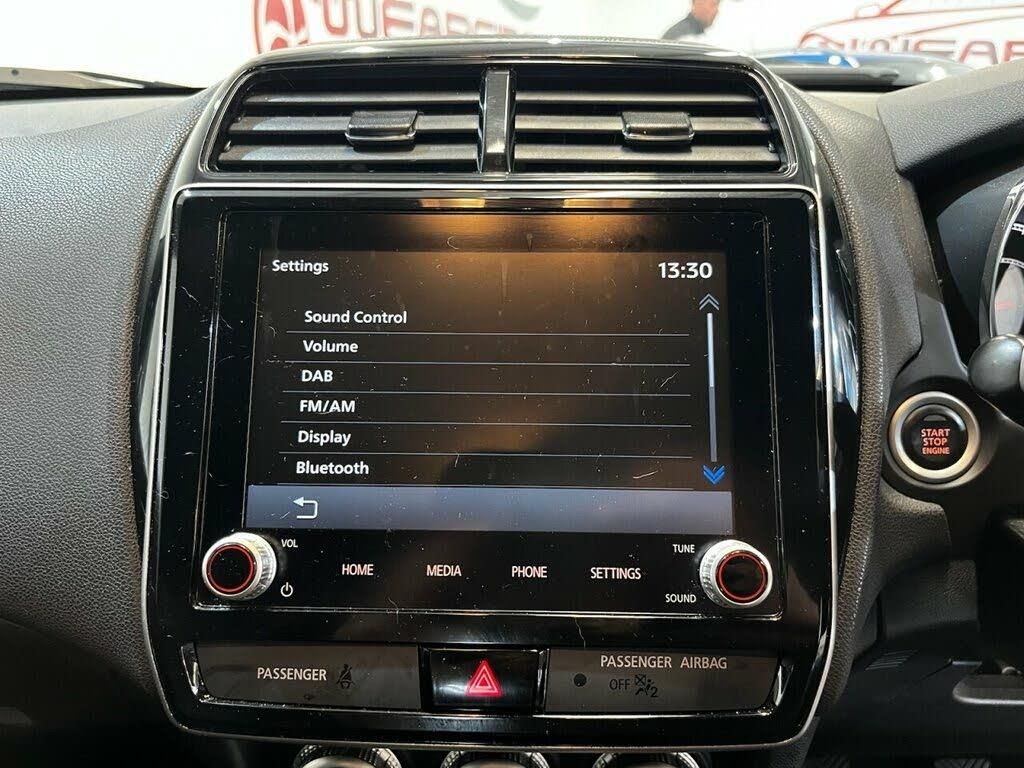 Settings
13:30
Sound Control
Volume
DAB
FM/AM
Display
Bluetooth
VOL
TUNE
HOME
MEDIA
PHONE
SETTINGS
SOUND
START
STOP
ENGINE
PASSENGER
PASSENGER AIRBAG
OFF
2